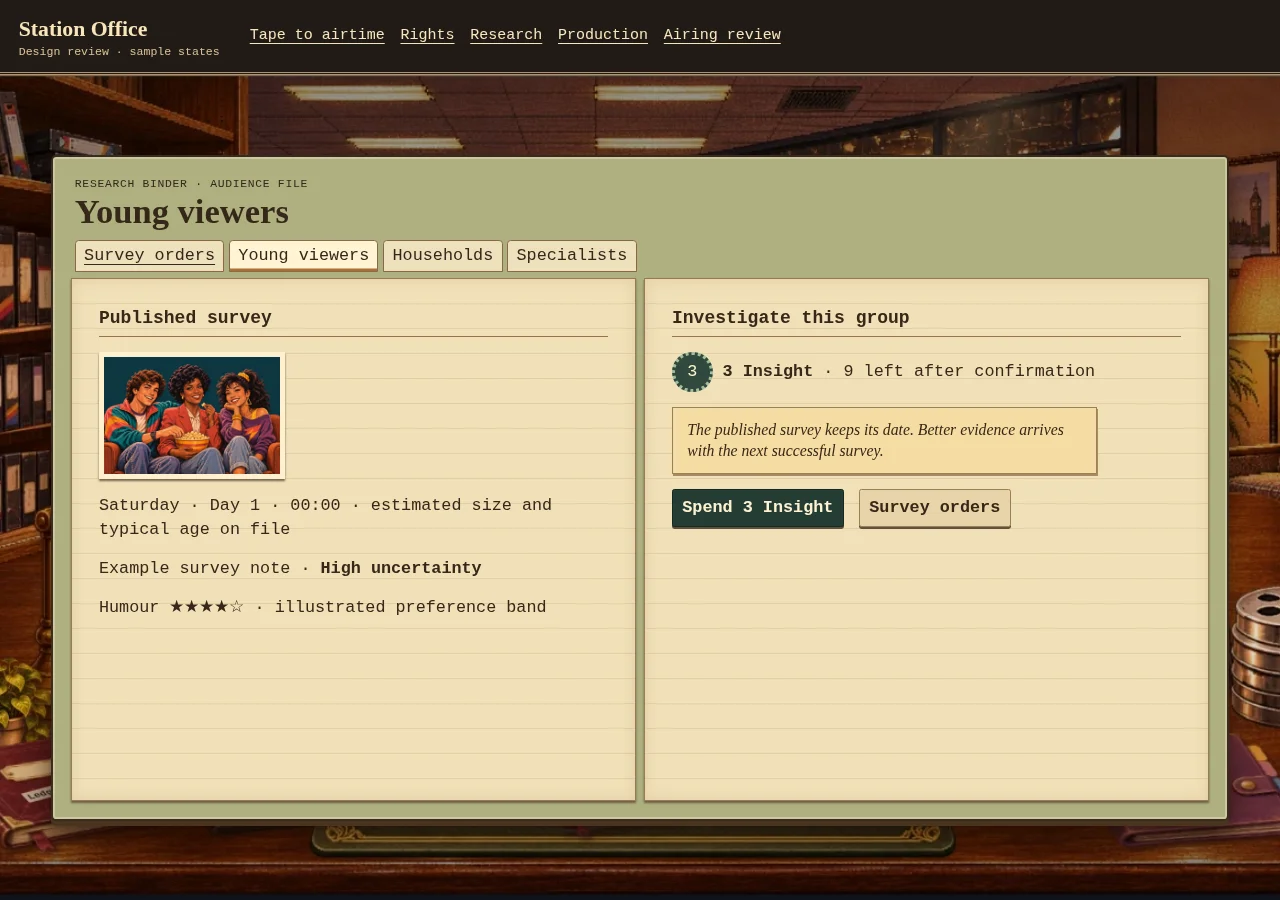 Station Office
Design review · sample states
Tape to airtime Rights Research Production Airing review
RESEARCH BINDER · AUDIENCE FILE
Young viewers
Survey orders Young viewers Households Specialists
Published survey
Saturday · Day 1 · 00:00 · estimated size and
typical age on file
Example survey note · High uncertainty
Humour ★★★★☆ · illustrated preference band
Investigate this group
3 3 Insight · 9 left after confirmation
The published survey keeps its date. Better evidence arrives
with the next successful survey.
Spend 3 Insight Survey orders